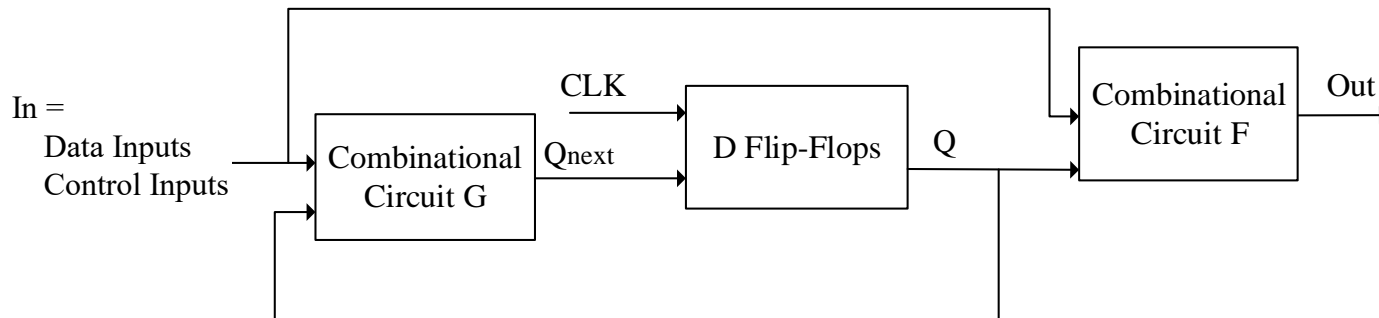 In =
Data Inputs
Control Inputs
Combinational
Circuit G
Qnext
CLK
D Flip-Flops
Q
Combinational
Circuit F
Out